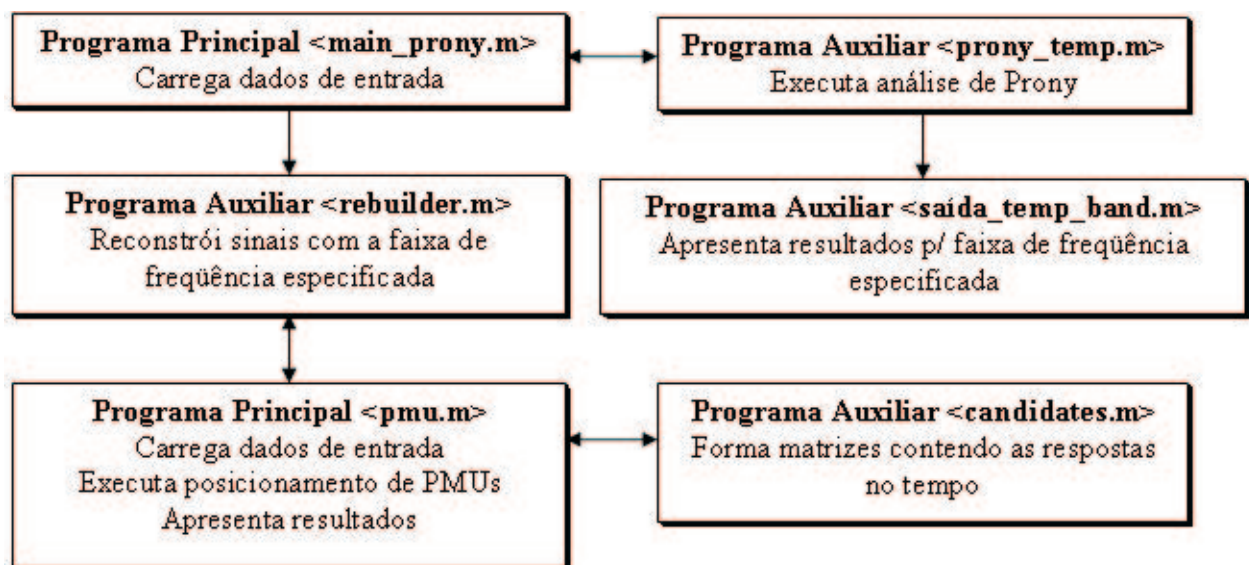 Programa Principal <main_prony.m>
Carrega dados de entrada
Programa Auxiliar <prony_temp.m>
Executa análise de Prony
Programa Auxiliar <rebuilder.m>
Reconstrói sinais com a faixa de
freqüência especificada
Programa Auxiliar <saída_temp_band.m>
Apresenta resultados p/ faixa de freqüência
especificada
Programa Principal <pmu.m>
Carrega dados de entrada
Executa posicionamento de PMUs
Apresenta resultados
Programa Auxiliar <candidates.m>
Forma matrizes contendo as respostas
no tempo